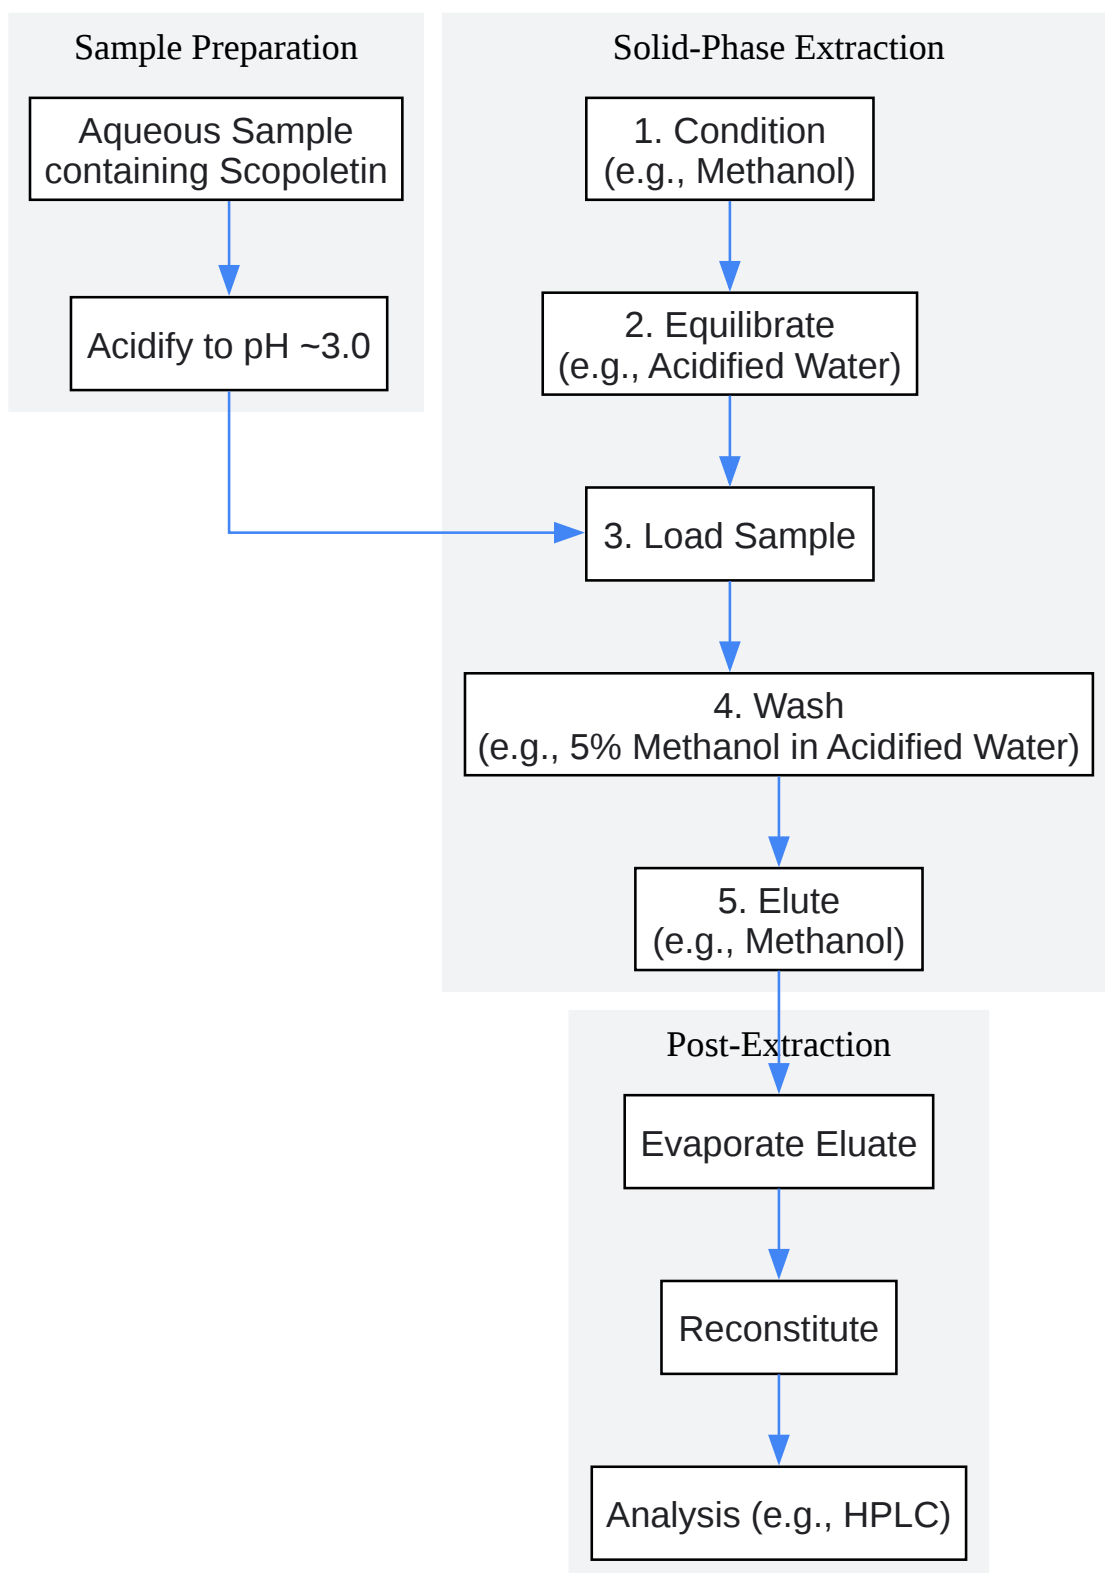 Sample Preparation
Aqueous Sample
containing Scopoletin
Acidify to pH ~3.0
Solid-Phase Extraction
1. Condition
(e.g., Methanol)
2. Equilibrate
(e.g., Acidified Water)
3. Load Sample
4. Wash
(e.g., 5% Methanol in Acidified Water)
5. Elute
(e.g., Methanol)
Post-Extraction
Evaporate Eluate
Reconstitute
Analysis (e.g., HPLC)